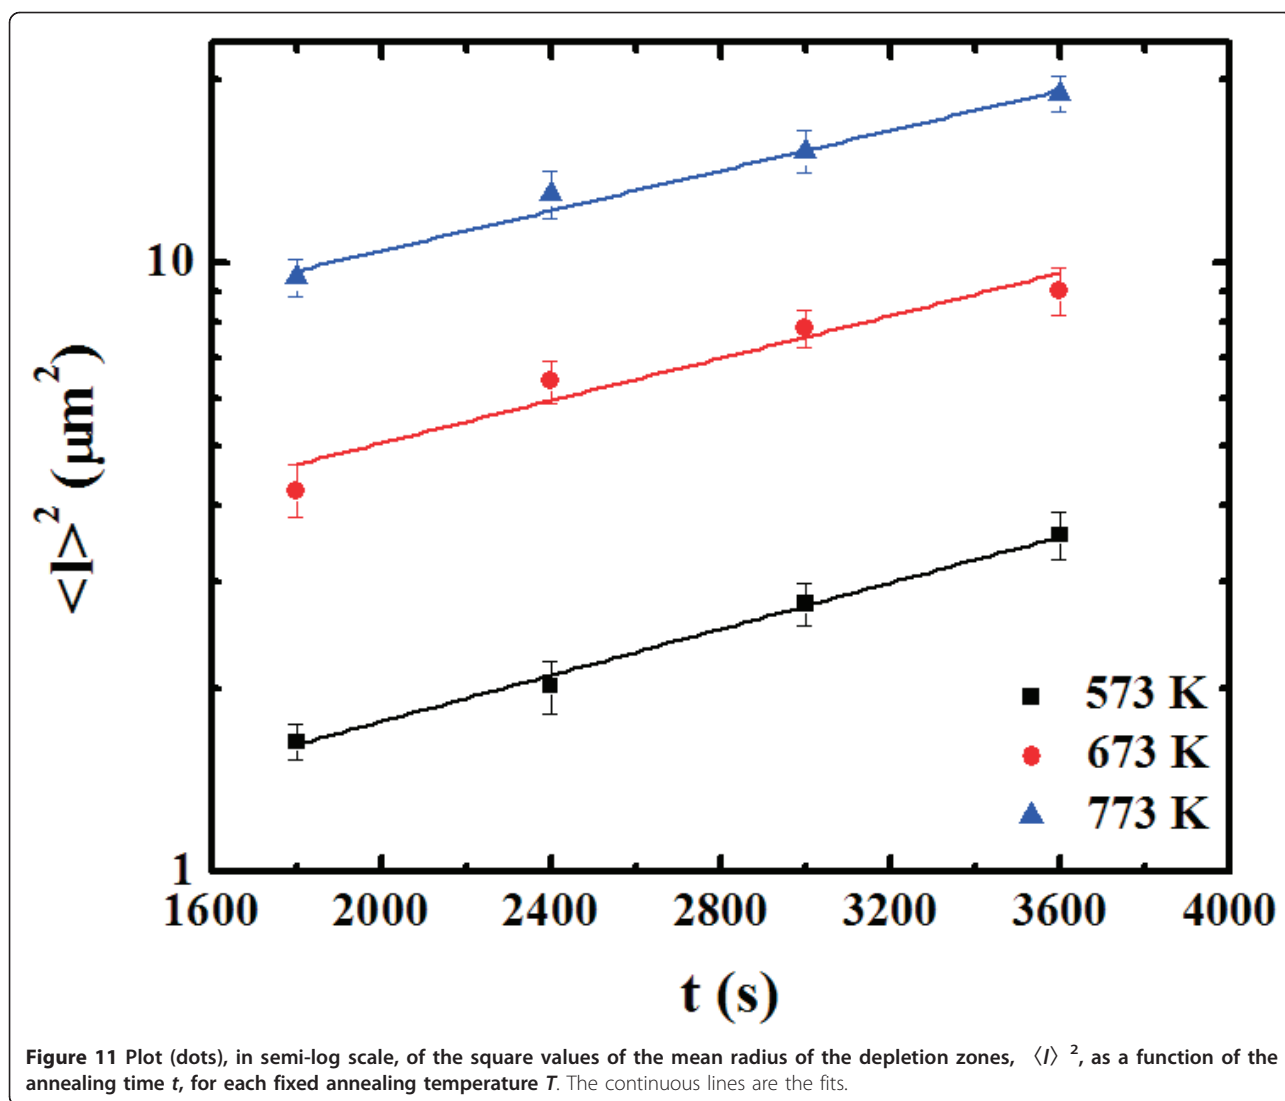 10
1
<l>² (μm²)
573 K
673 K
773 K
1600 2000 2400 2800 3200 3600 4000
t (s)
Figure 11 Plot (dots), in semi-log scale, of the square values of the mean radius of the depletion zones, 〈l〉 ², as a function of the
annealing time t, for each fixed annealing temperature T. The continuous lines are the fits.